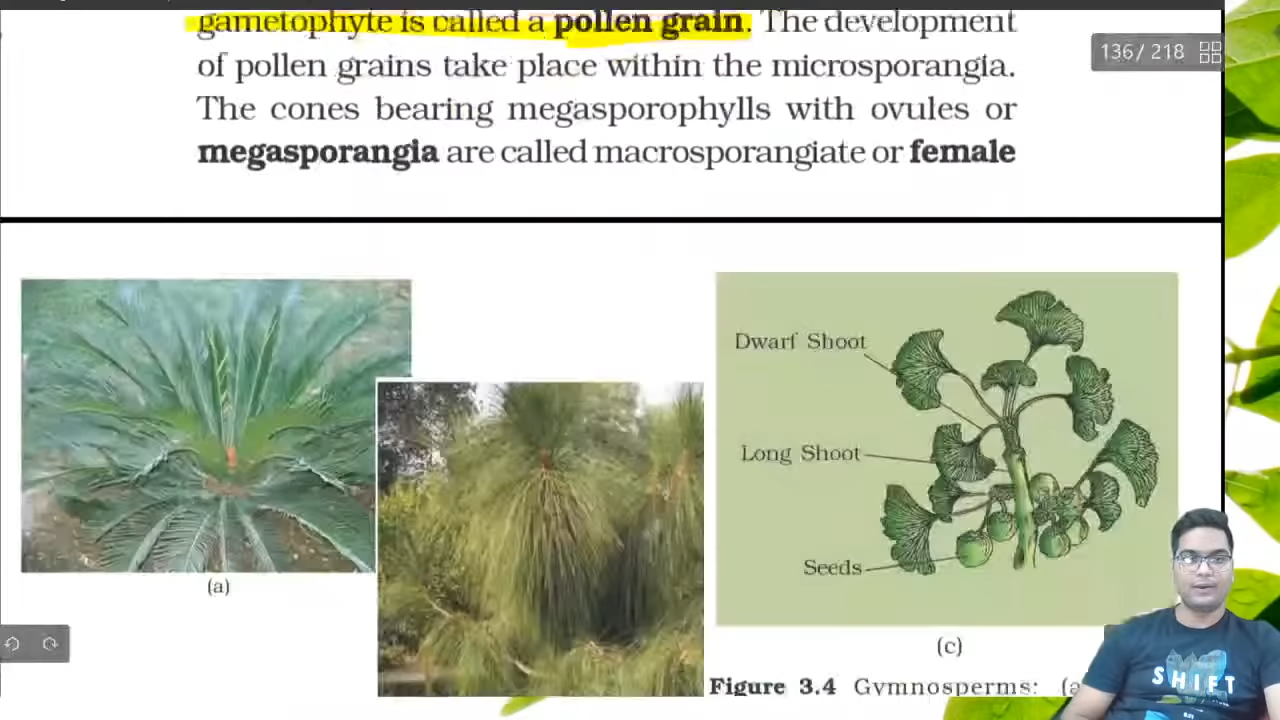 gametophyte is called a pollen grain. The development
of pollen grains take place within the microsporangia.
The cones bearing megasporophylls with ovules or
megasporangia are called macrosporangiate or female
136 / 218
Dwarf Shoot
Long Shoot
Seeds
(a)
(c)
Figure 3.4 Gymnosperms: (a
SHIFT